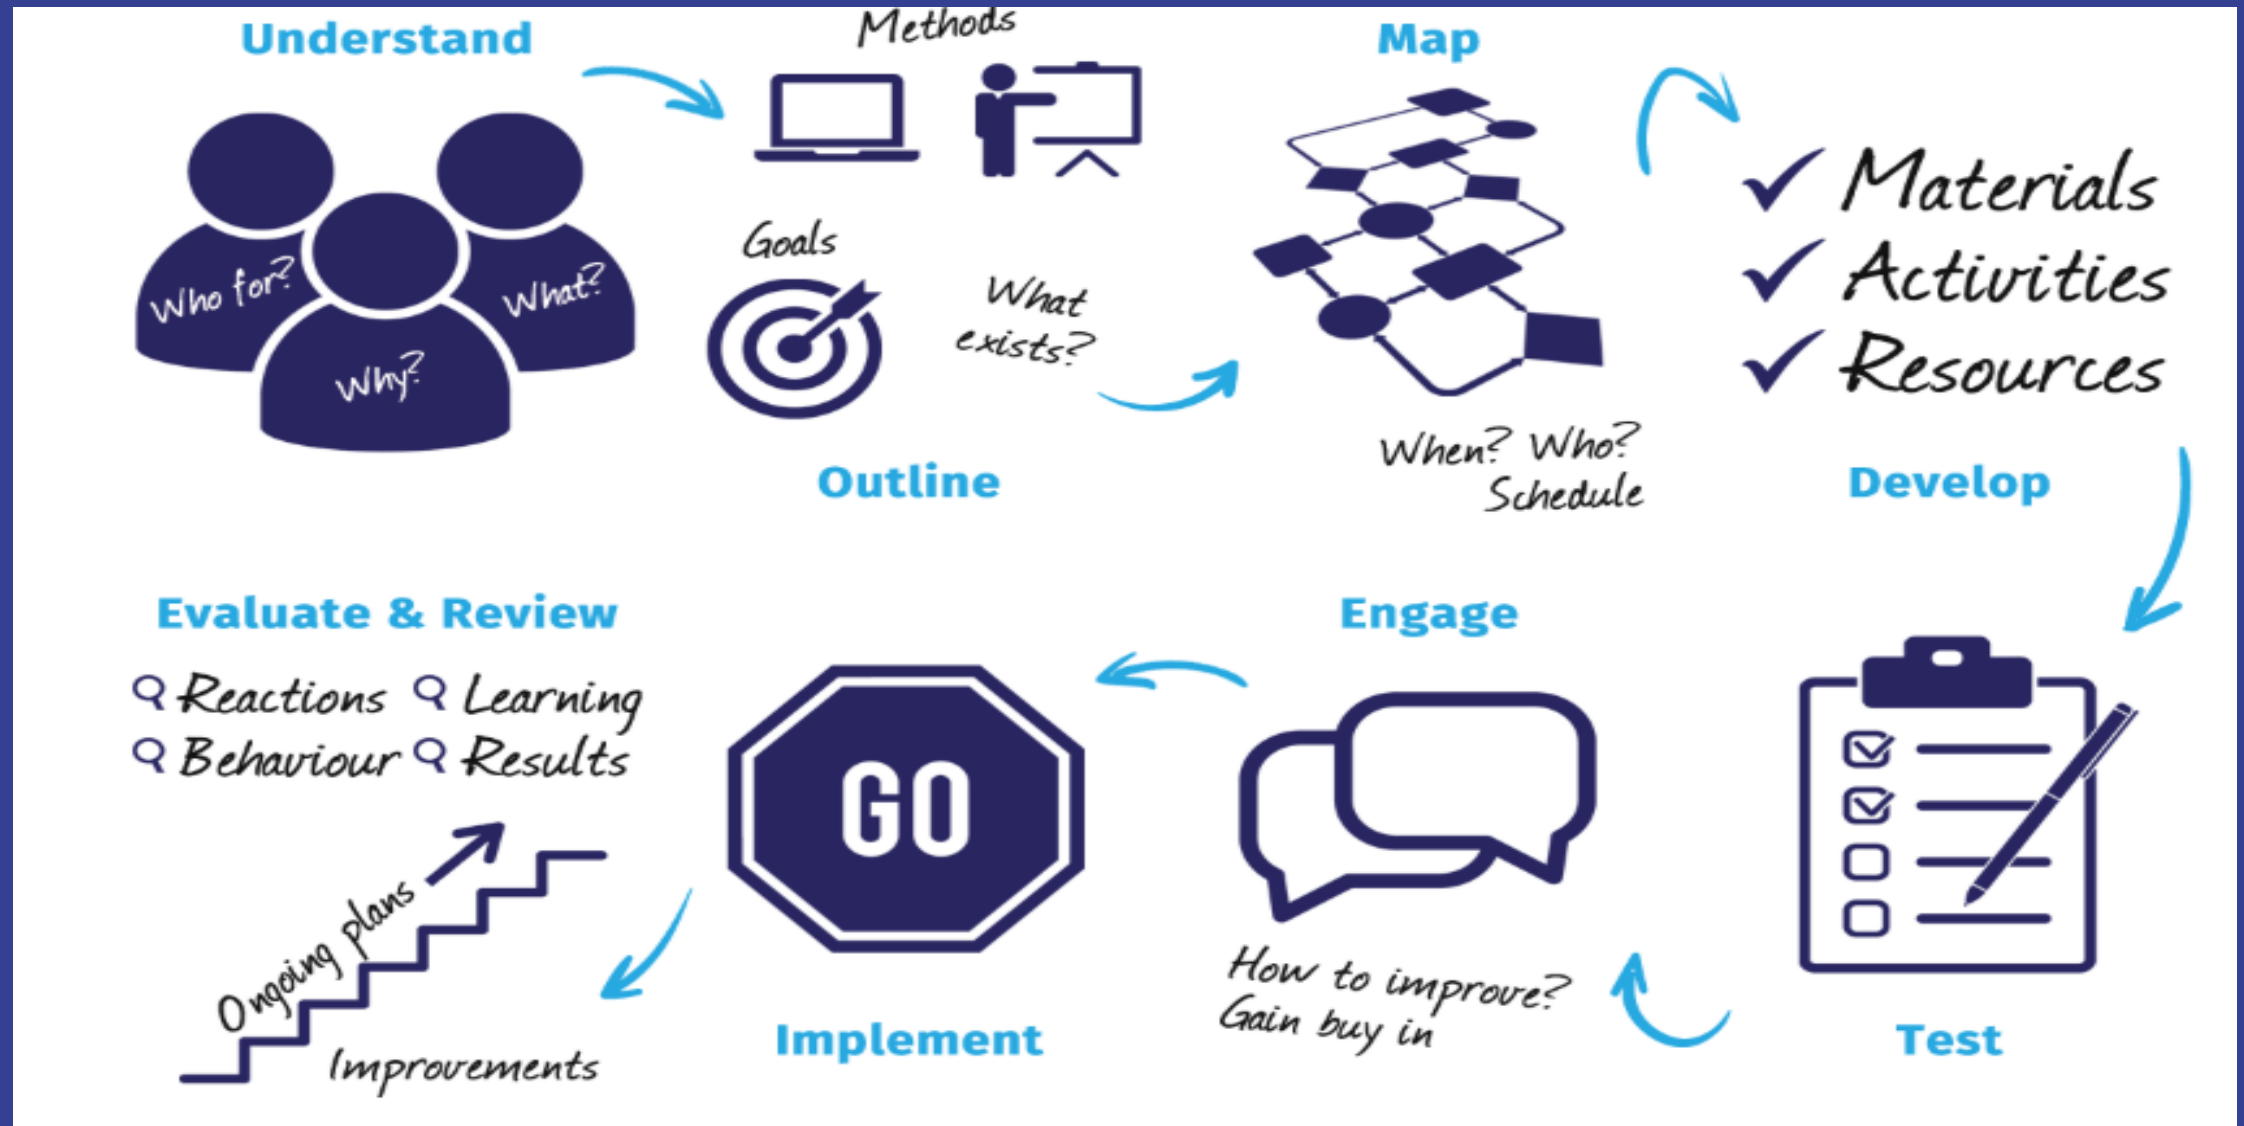 Understand
Who for?
What?
Why?
Methods
Goals
What
exists?
Outline
Map
When? Who?
Schedule
Materials
Activities
Resources
Develop
Test
Engage
How to improve?
Gain buy in
GO
Implement
Evaluate & Review
Reactions
Learning
Behaviour
Results
Ongoing plans
Improvements